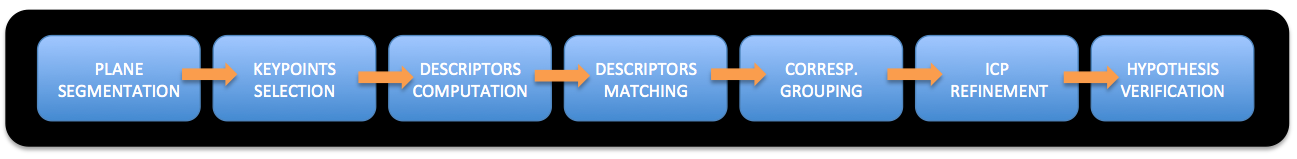 PLANE
SEGMENTATION
KEYPOINTS
SELECTION
DESCRIPTORS
COMPUTATION
DESCRIPTORS
MATCHING
CORRESP.
GROUPING
ICP
REFINEMENT
HYPOTHESIS
VERIFICATION